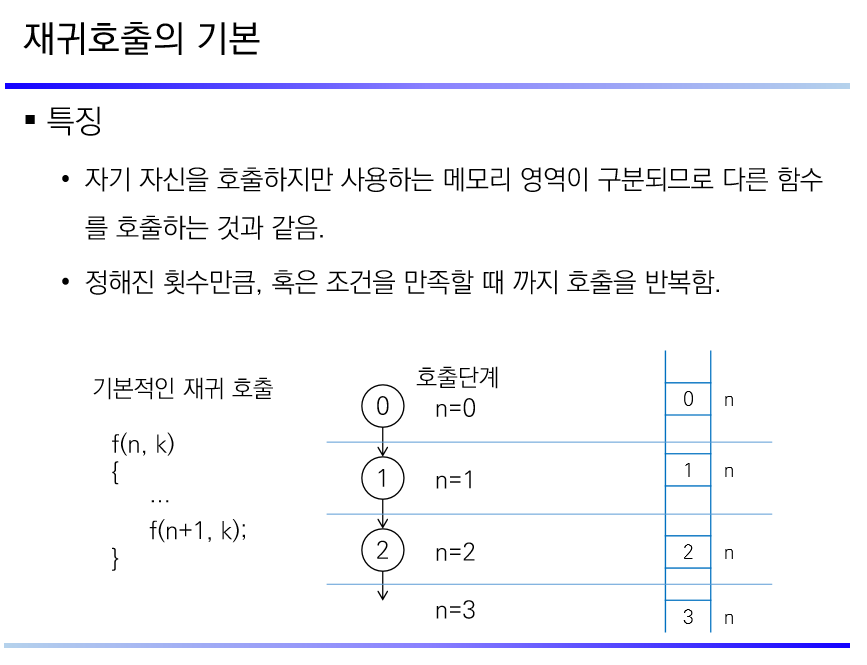 재귀호출의 기본
▪ 특징
• 자기 자신을 호출하지만 사용하는 메모리 영역이 구분되므로 다른 함수
를 호출하는 것과 같음.
• 정해진 횟수만큼, 혹은 조건을 만족할 때 까지 호출을 반복함.
기본적인 재귀 호출
f(n, k)
{
...
f(n+1, k);
}
호출단계
0 n=0
1 n=1
2 n=2
n=3
0 n
1 n
2 n
3 n